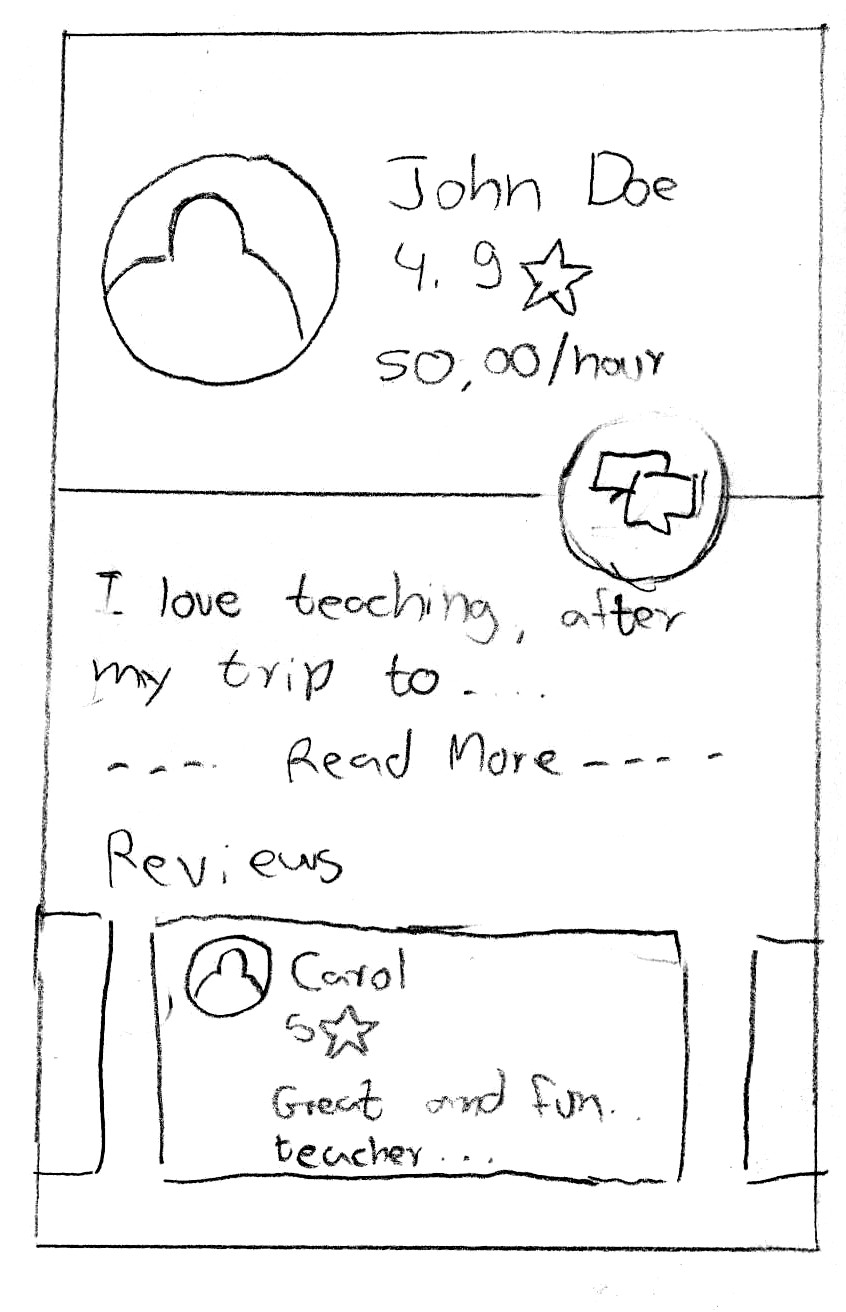 John Doe
4.9
50,00/hour
I love teaching, after
my trip to....
--- Read More ----
Reviews
Carol
5
Great and fun..
teacher...